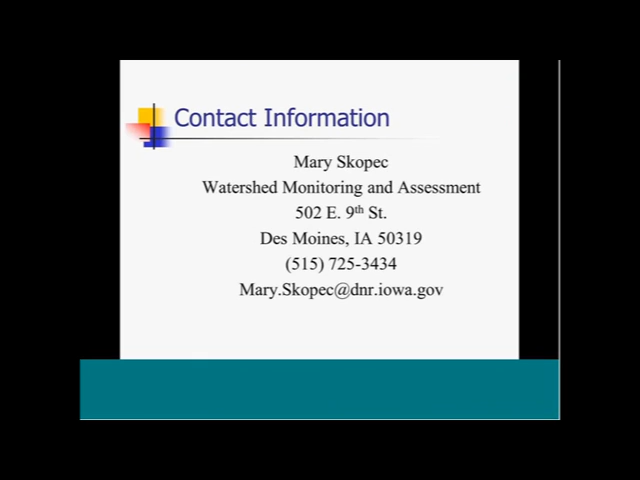 Contact Information
Mary Skopec
Watershed Monitoring and Assessment
502 E. 9th St.
Des Moines, IA 50319
(515) 725-3434
Mary.Skopec@dnr.iowa.gov